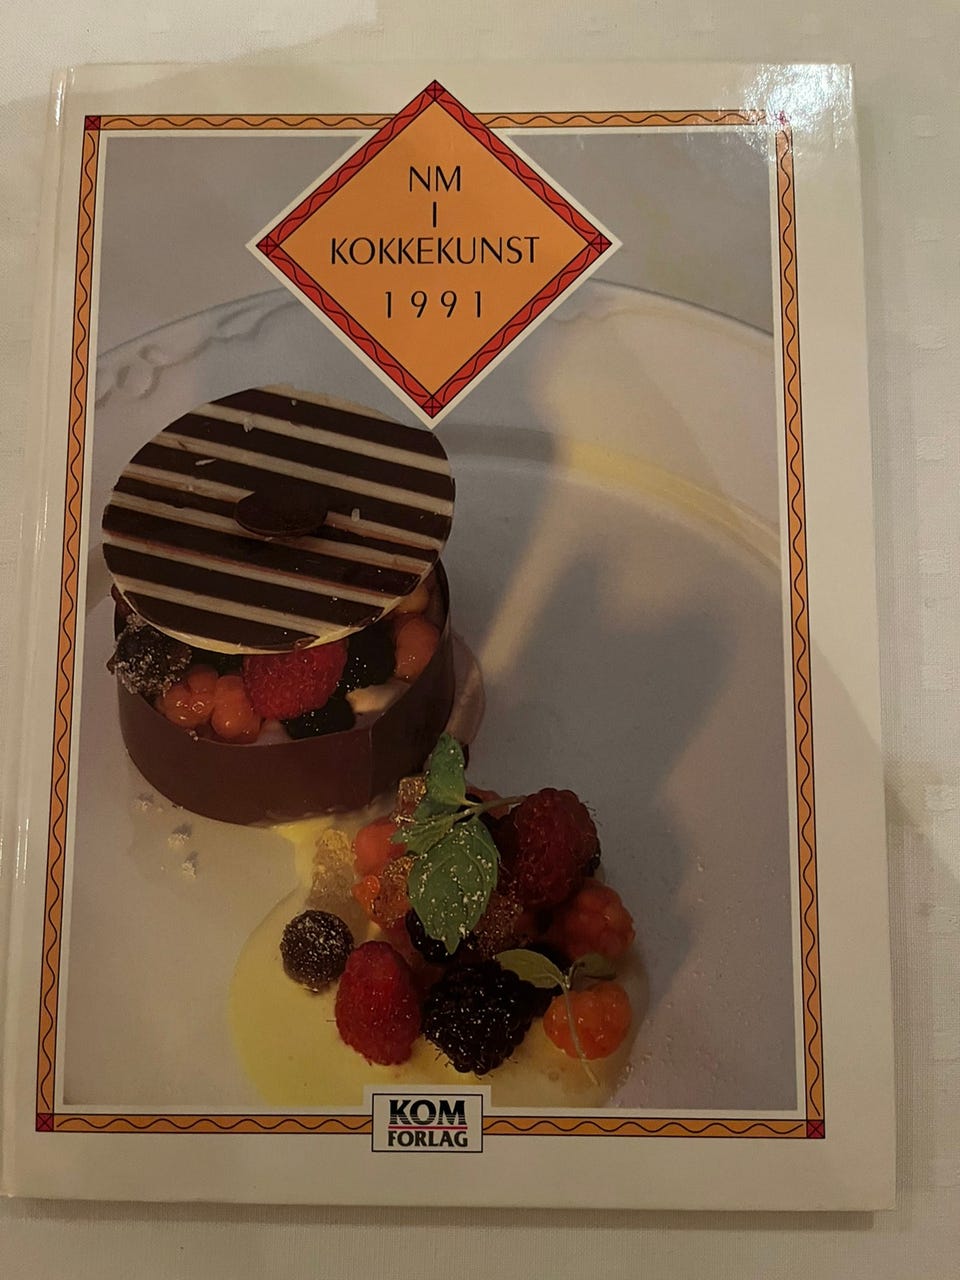 NM
I
KOKKEKUNST
1991
KOM
FORLAG